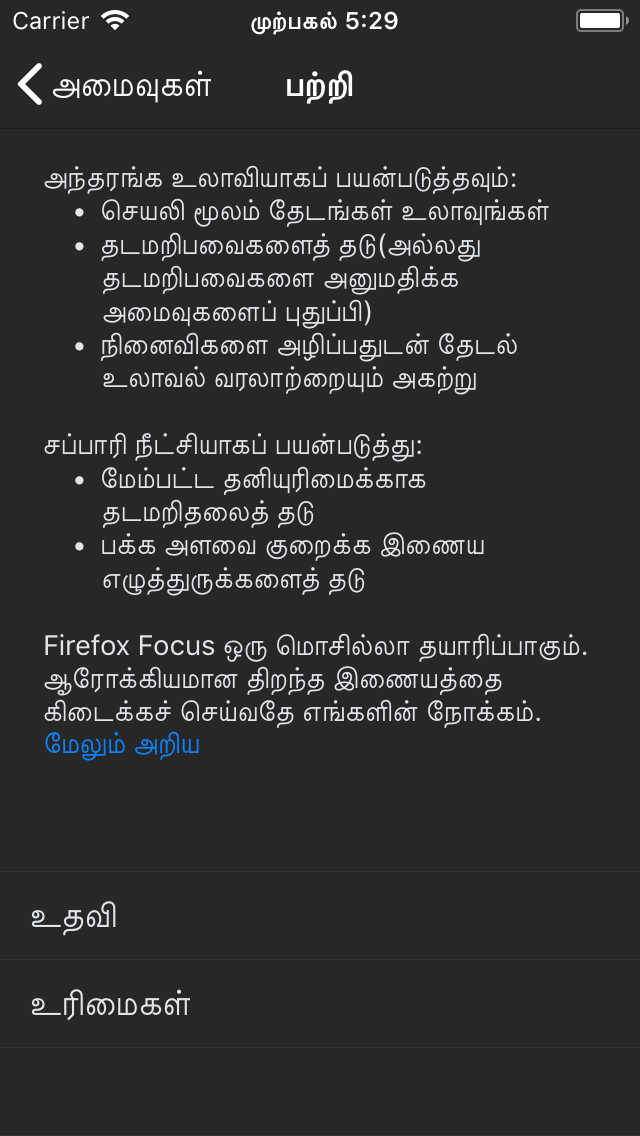 Carrier முற்பகல் 5:29
அமைவுகள் பற்றி
அந்தரங்க உலாவியாகப் பயன்படுத்தவும்:
• செயலி மூலம் தேடங்கள் உலாவுங்கள்
• தடமறிபவைகளைத் தடு(அல்லது
தடமறிபவைகளை அனுமதிக்க
அமைவுகளைப் புதுப்பி)
• நினைவிகளை அழிப்பதுடன் தேடல்
உலாவல் வரலாற்றையும் அகற்று
சப்பாரி நீட்சியாகப் பயன்படுத்து:
• மேம்பட்ட தனியுரிமைக்காக
தடமறிதலைத் தடு
• பக்க அளவை குறைக்க இணைய
எழுத்துருக்களைத் தடு
Firefox Focus ஒரு மொசில்லா தயாரிப்பாகும்.
ஆரோக்கியமான திறந்த இணையத்தை
கிடைக்கச் செய்வதே எங்களின் நோக்கம்.
மேலும் அறிய
உதவி
உரிமைகள்